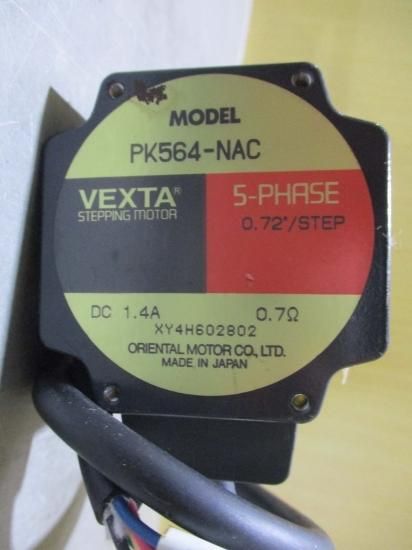 MODEL
PK564-NAC
VEXTA®
STEPPING MOTOR
5-PHASE
0.72°/STEP
DC 1.4A 0.7Ω
XY4H602802
ORIENTAL MOTOR CO., LTD.
MADE IN JAPAN